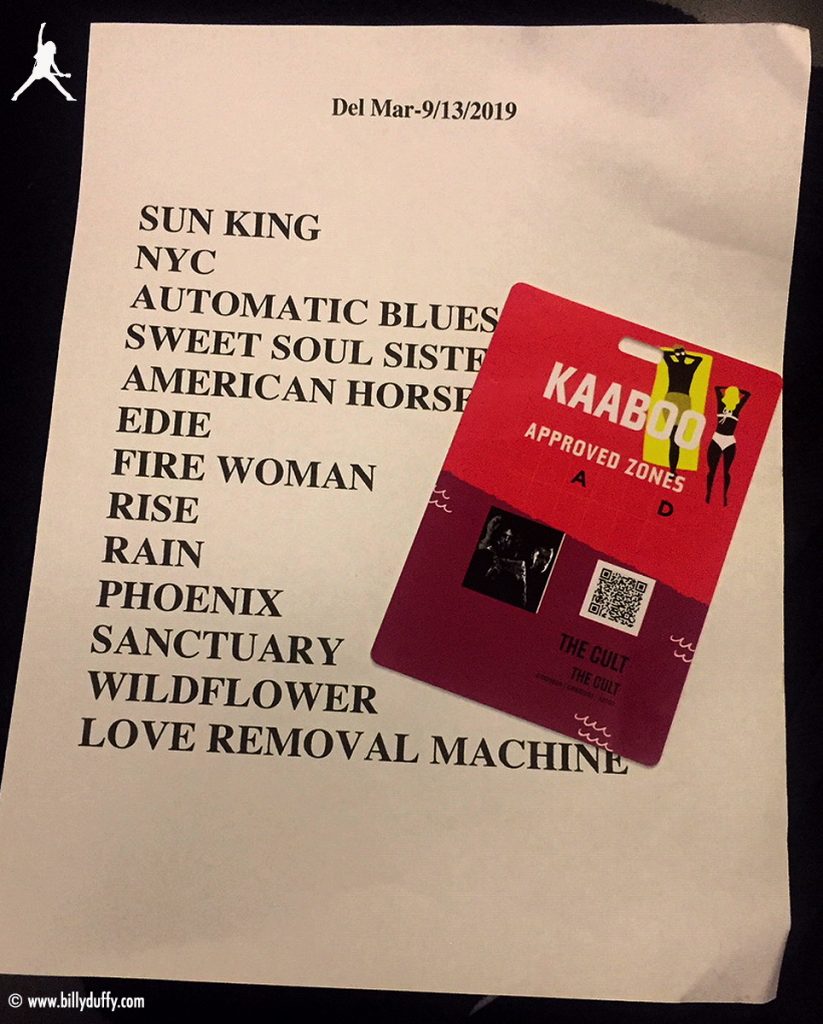 Del Mar-9/13/2019
SUN KING
NYC
AUTOMATIC BLUES
SWEET SOUL SISTE
AMERICAN HORSE
EDIE
FIRE WOMAN
RISE
RAIN
PHOENIX
SANCTUARY
WILDFLOWER
LOVE REMOVAL MACHINE
KAABOO
APPROVED ZONES
A
D
THE CULT
THE CULT
© www.billyduffy.com